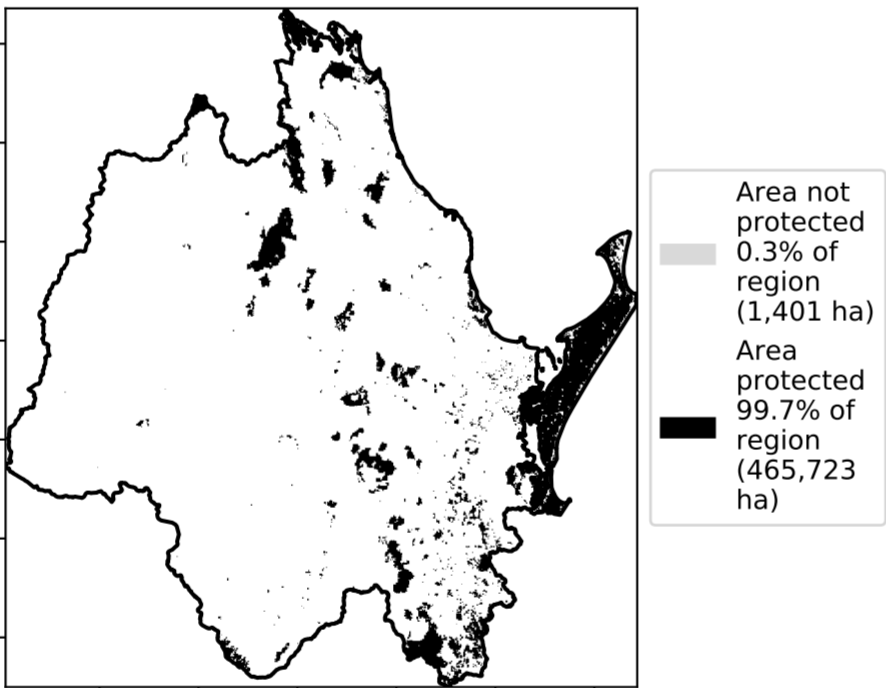 Area not
protected
0.3% of
region
(1,401 ha)
Area
protected
99.7% of
region
(465,723
ha)